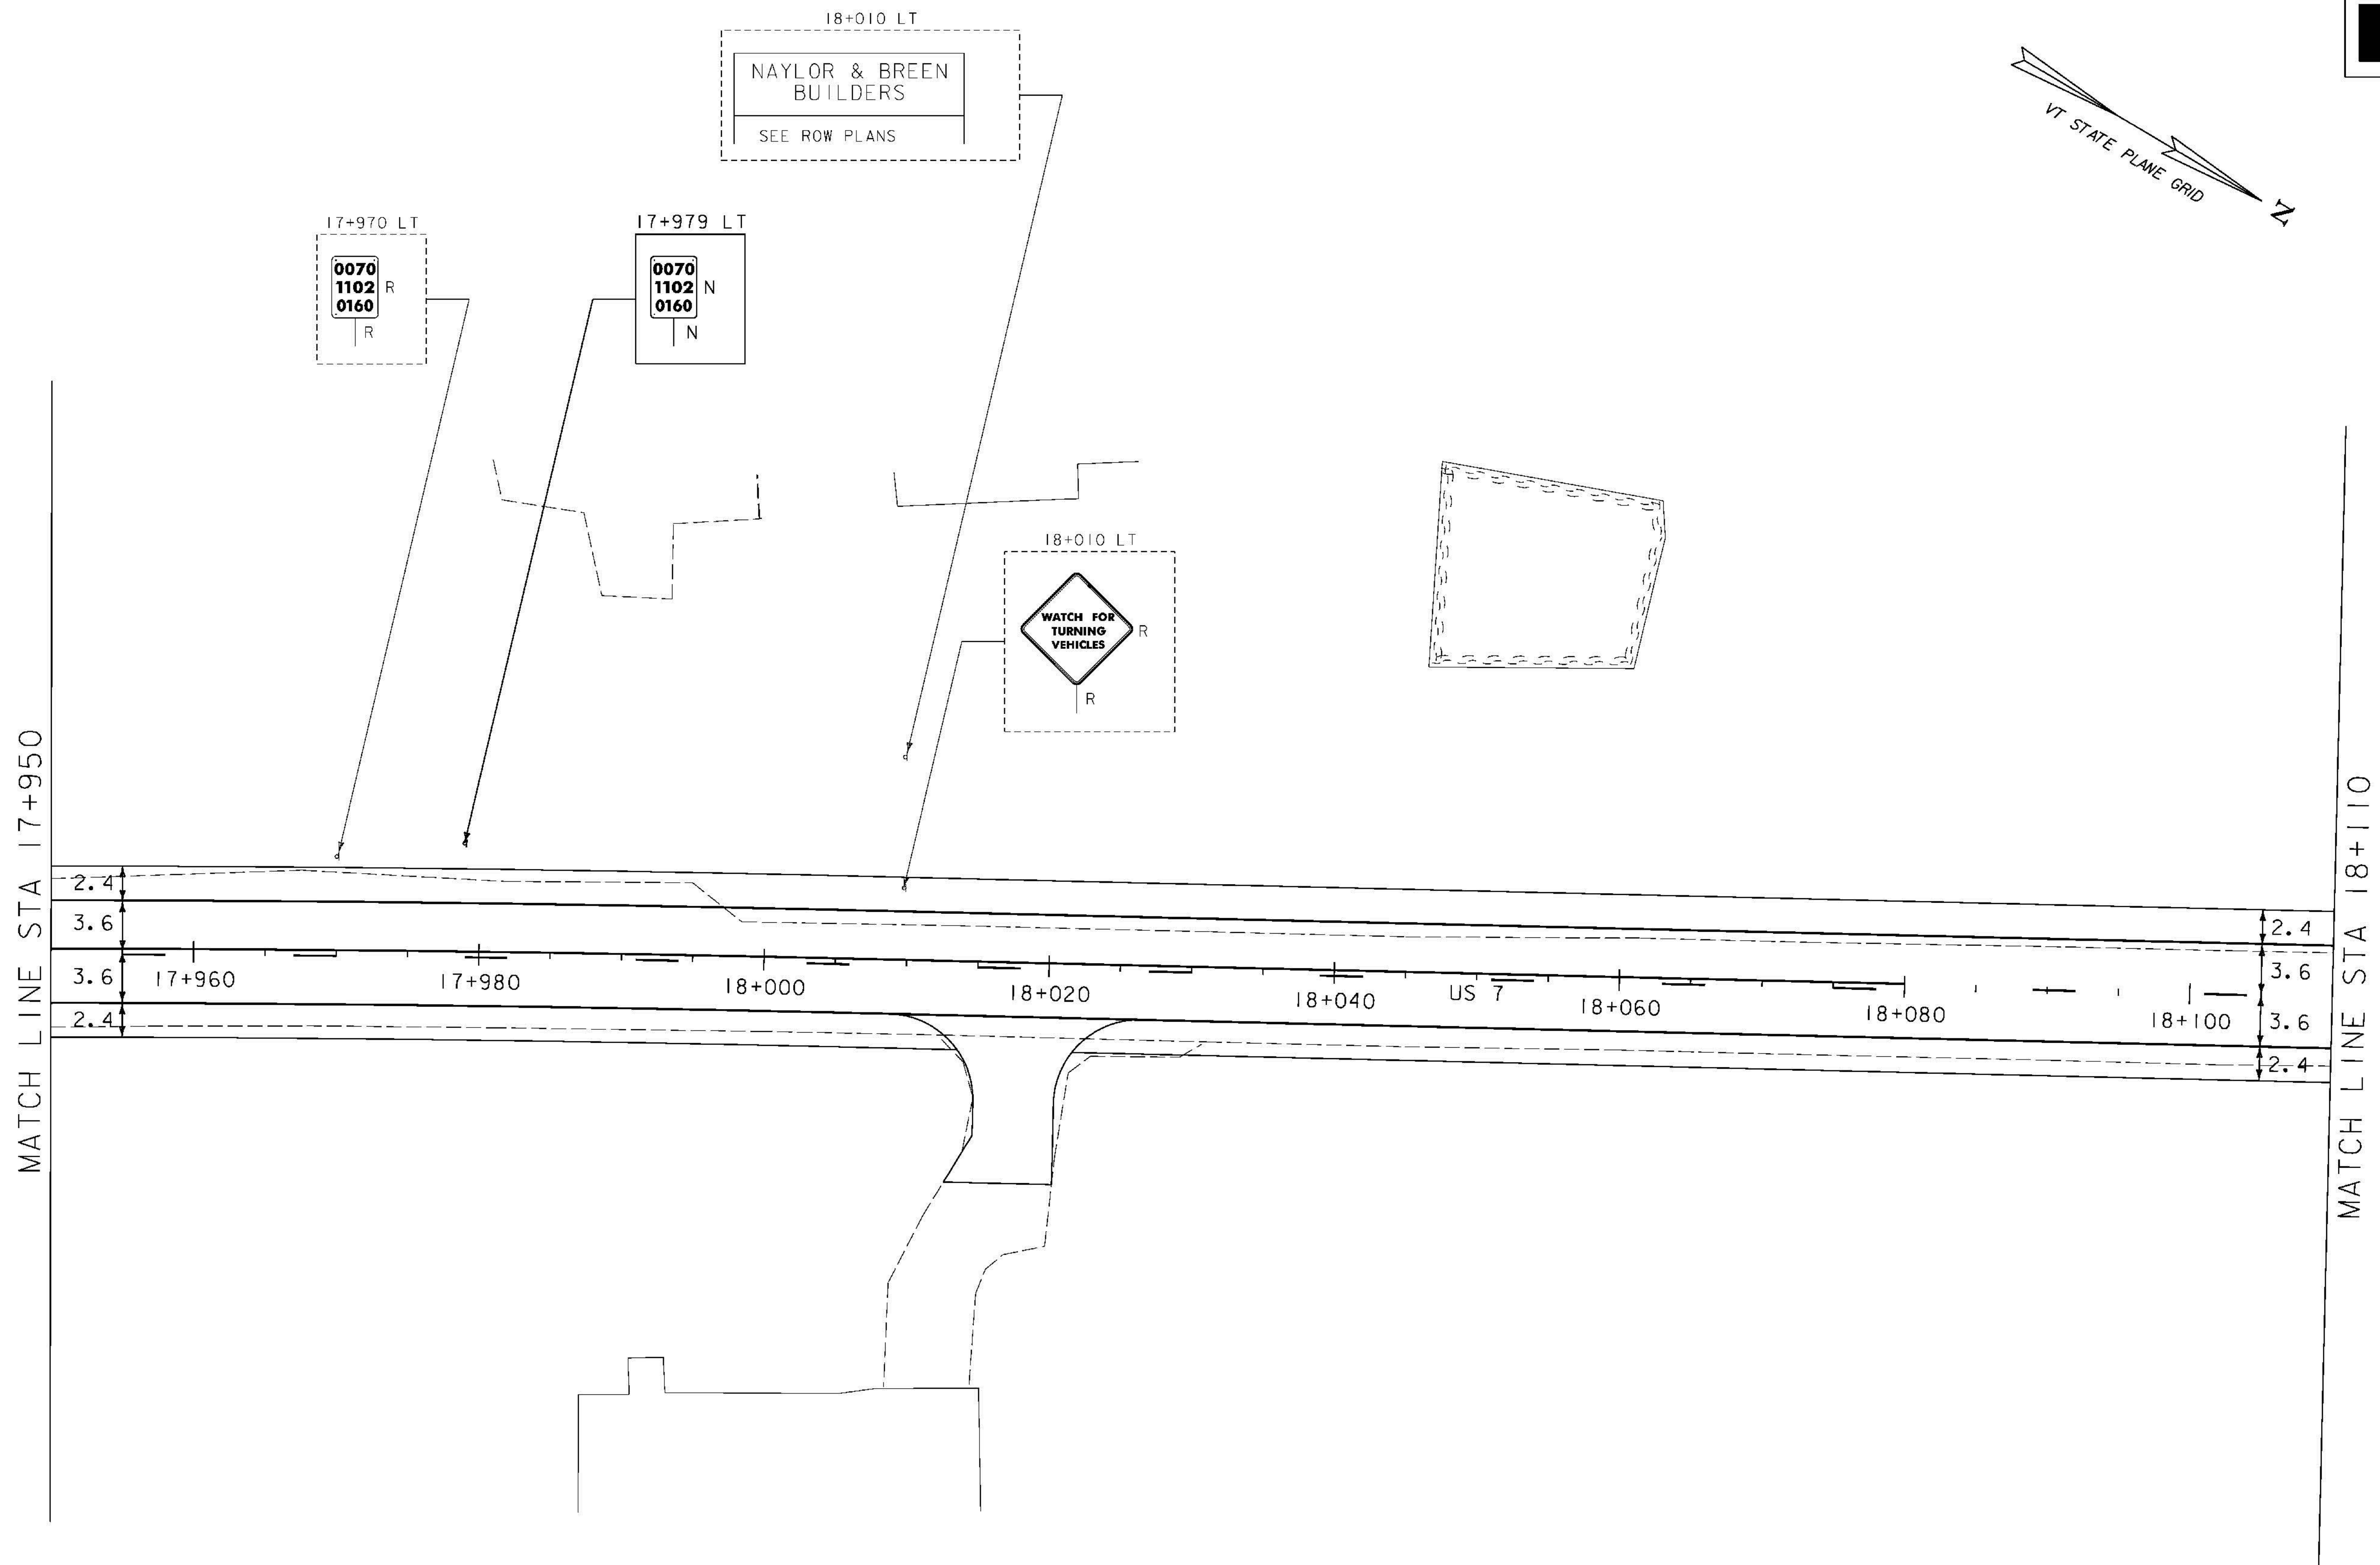 18+010 LT
NAYLOR & BREEN
BUILDERS
SEE ROW PLANS
VT STATE PLANE GRID
N
17+970 LT
0070
1102
0160
R
R
17+979 LT
0070
1102
0160
N
N
18+010 LT
WATCH FOR
TURNING
VEHICLES
R
R
MATCH LINE STA 17+950
2.4
3.6
3.6
2.4
17+960
17+980
18+000
18+020
18+040
US 7
18+060
18+080
18+100
2.4
3.6
3.6
2.4
MATCH LINE STA 18+110